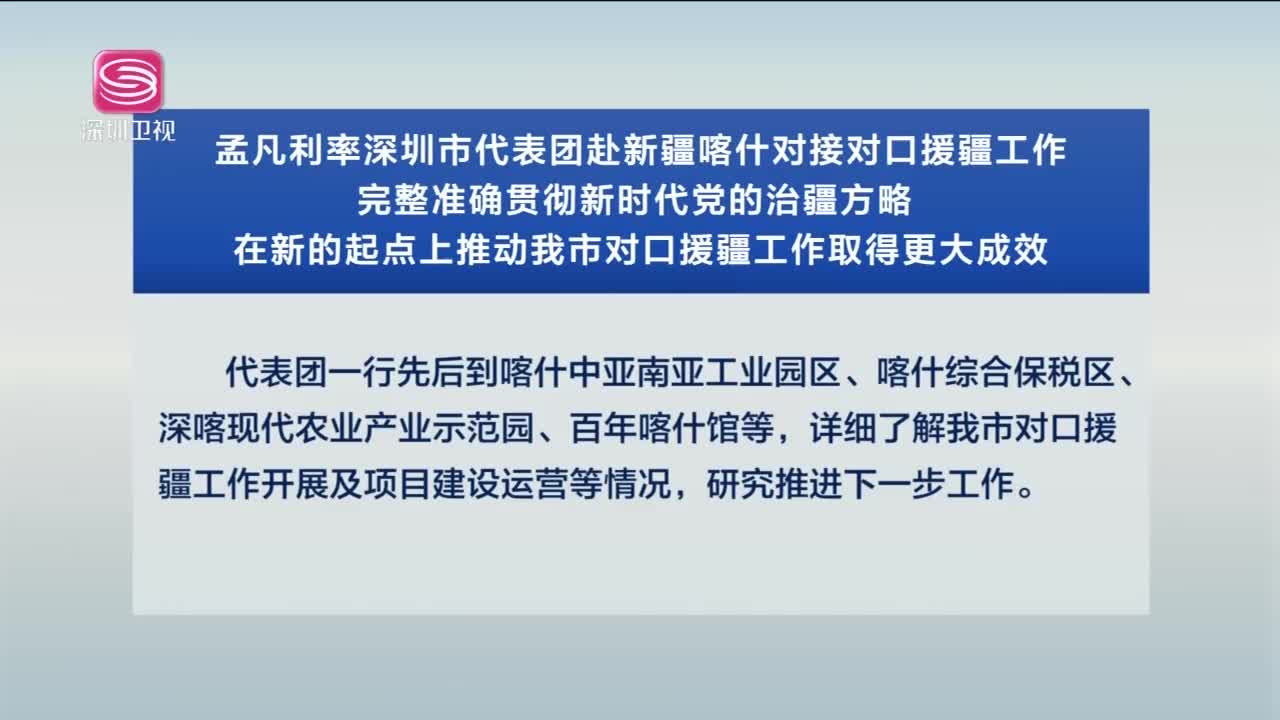 深圳卫视
孟凡利率深圳市代表团赴新疆喀什对接对口援疆工作
完整准确贯彻新时代党的治疆方略
在新的起点上推动我市对口援疆工作取得更大成效
代表团一行先后到喀什中亚南亚工业园区、喀什综合保税区、
深喀现代农业产业示范园、百年喀什馆等，详细了解我市对口援
疆工作开展及项目建设运营等情况，研究推进下一步工作。